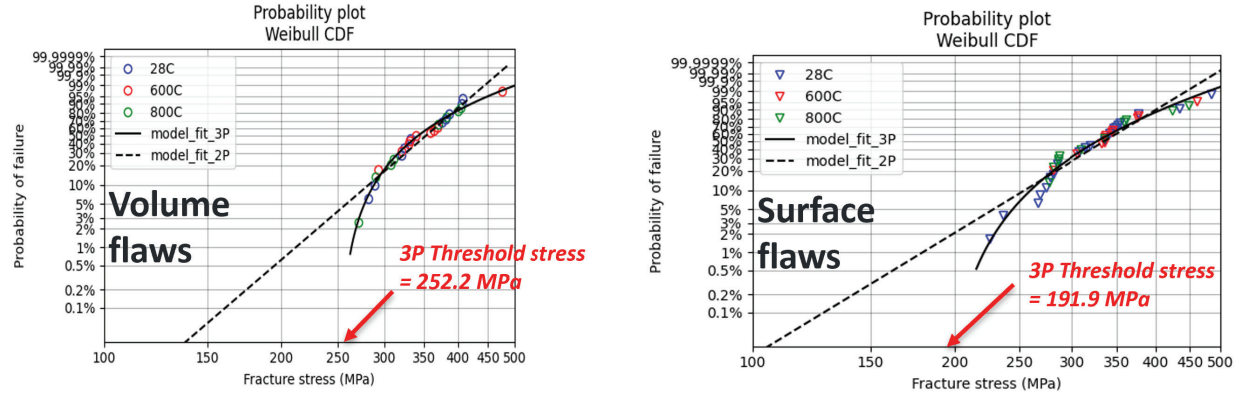 Probability plot
Weibull CDF
99.9999%
99.99%
99.9%
99%
95%
90%
80%
70%
60%
50%
40%
30%
20%
10%
5%
3%
2%
1%
0.5%
0.2%
0.1%
Probability of failure
28C
600C
800C
model_fit_3P
model_fit_2P
Volume
flaws
3P Threshold stress
= 252.2 MPa
100 150 200 250 300 350 400 450 500
Fracture stress (MPa)
Probability plot
Weibull CDF
99.9999%
99.99%
99.9%
99%
95%
90%
80%
70%
60%
50%
40%
30%
20%
10%
5%
3%
2%
1%
0.5%
0.2%
0.1%
Probability of failure
28C
600C
800C
model_fit_3P
model_fit_2P
Surface
flaws
3P Threshold stress
= 191.9 MPa
100 150 200 250 300 350 400 450 500
Fracture stress (MPa)